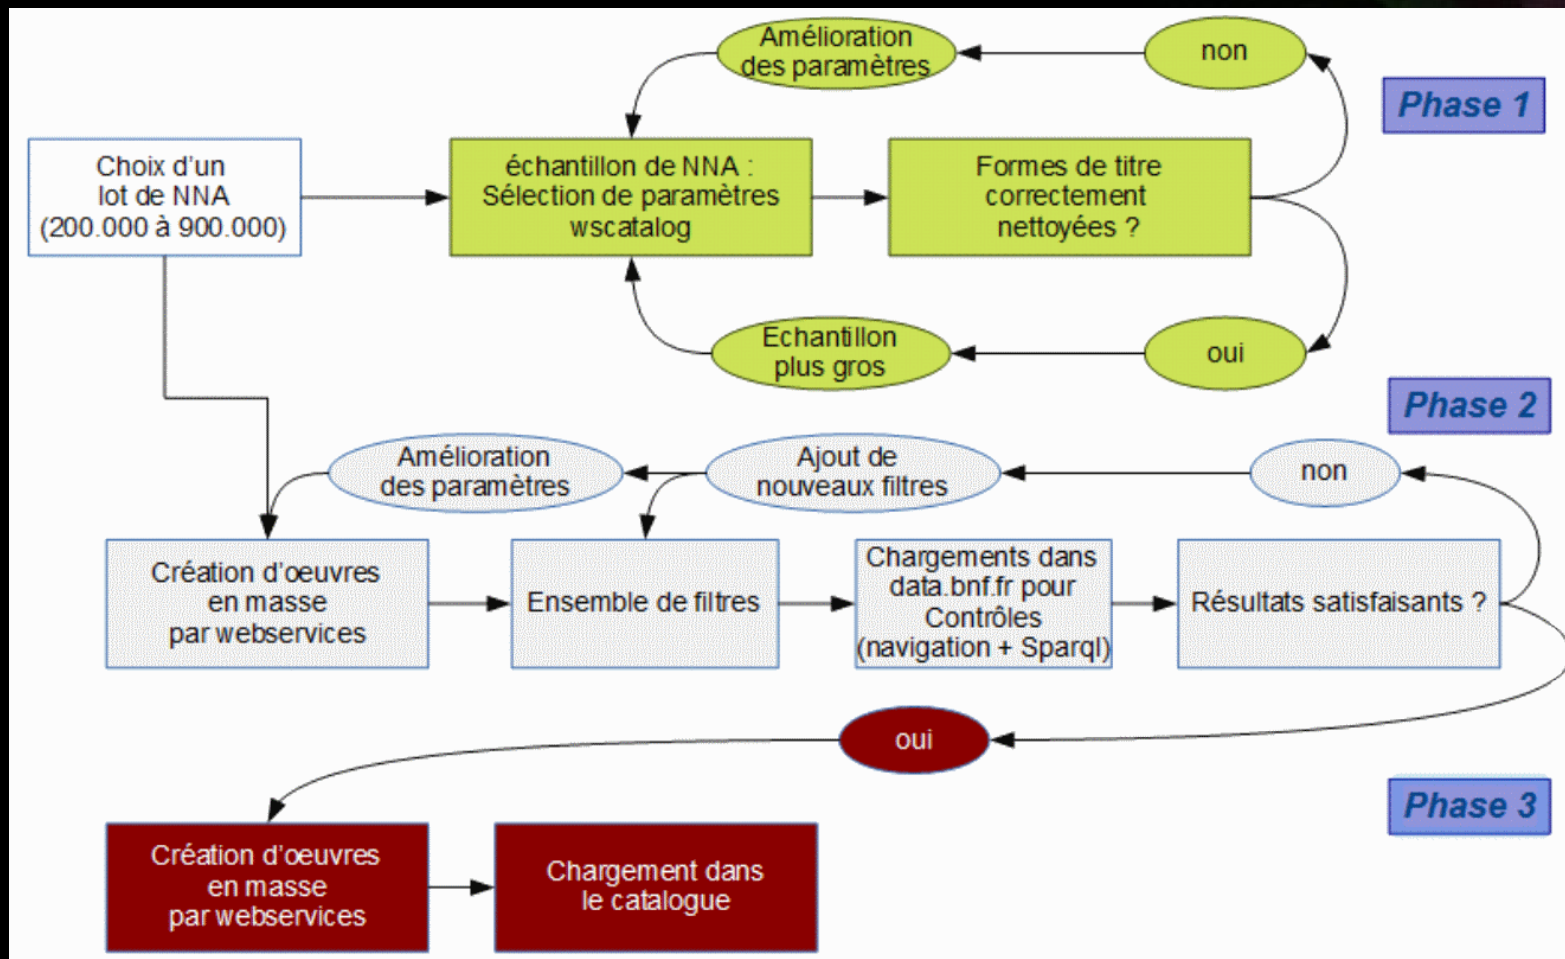 Amélioration
des paramètres
non
Phase 1
Choix d'un
lot de NNA
(200.000 à 900.000)
échantillon de NNA :
Sélection de paramètres
wscatalog
Formes de titre
correctement
nettoyées ?
Echantillon
plus gros
oui
Phase 2
Amélioration
des paramètres
Ajout de
nouveaux filtres
non
Création d'oeuvres
en masse
par webservices
Ensemble de filtres
Chargements dans
data.bnf.fr pour
Contrôles
(navigation + Sparql)
Résultats satisfaisants ?
oui
Phase 3
Création d'oeuvres
en masse
par webservices
Chargement dans
le catalogue